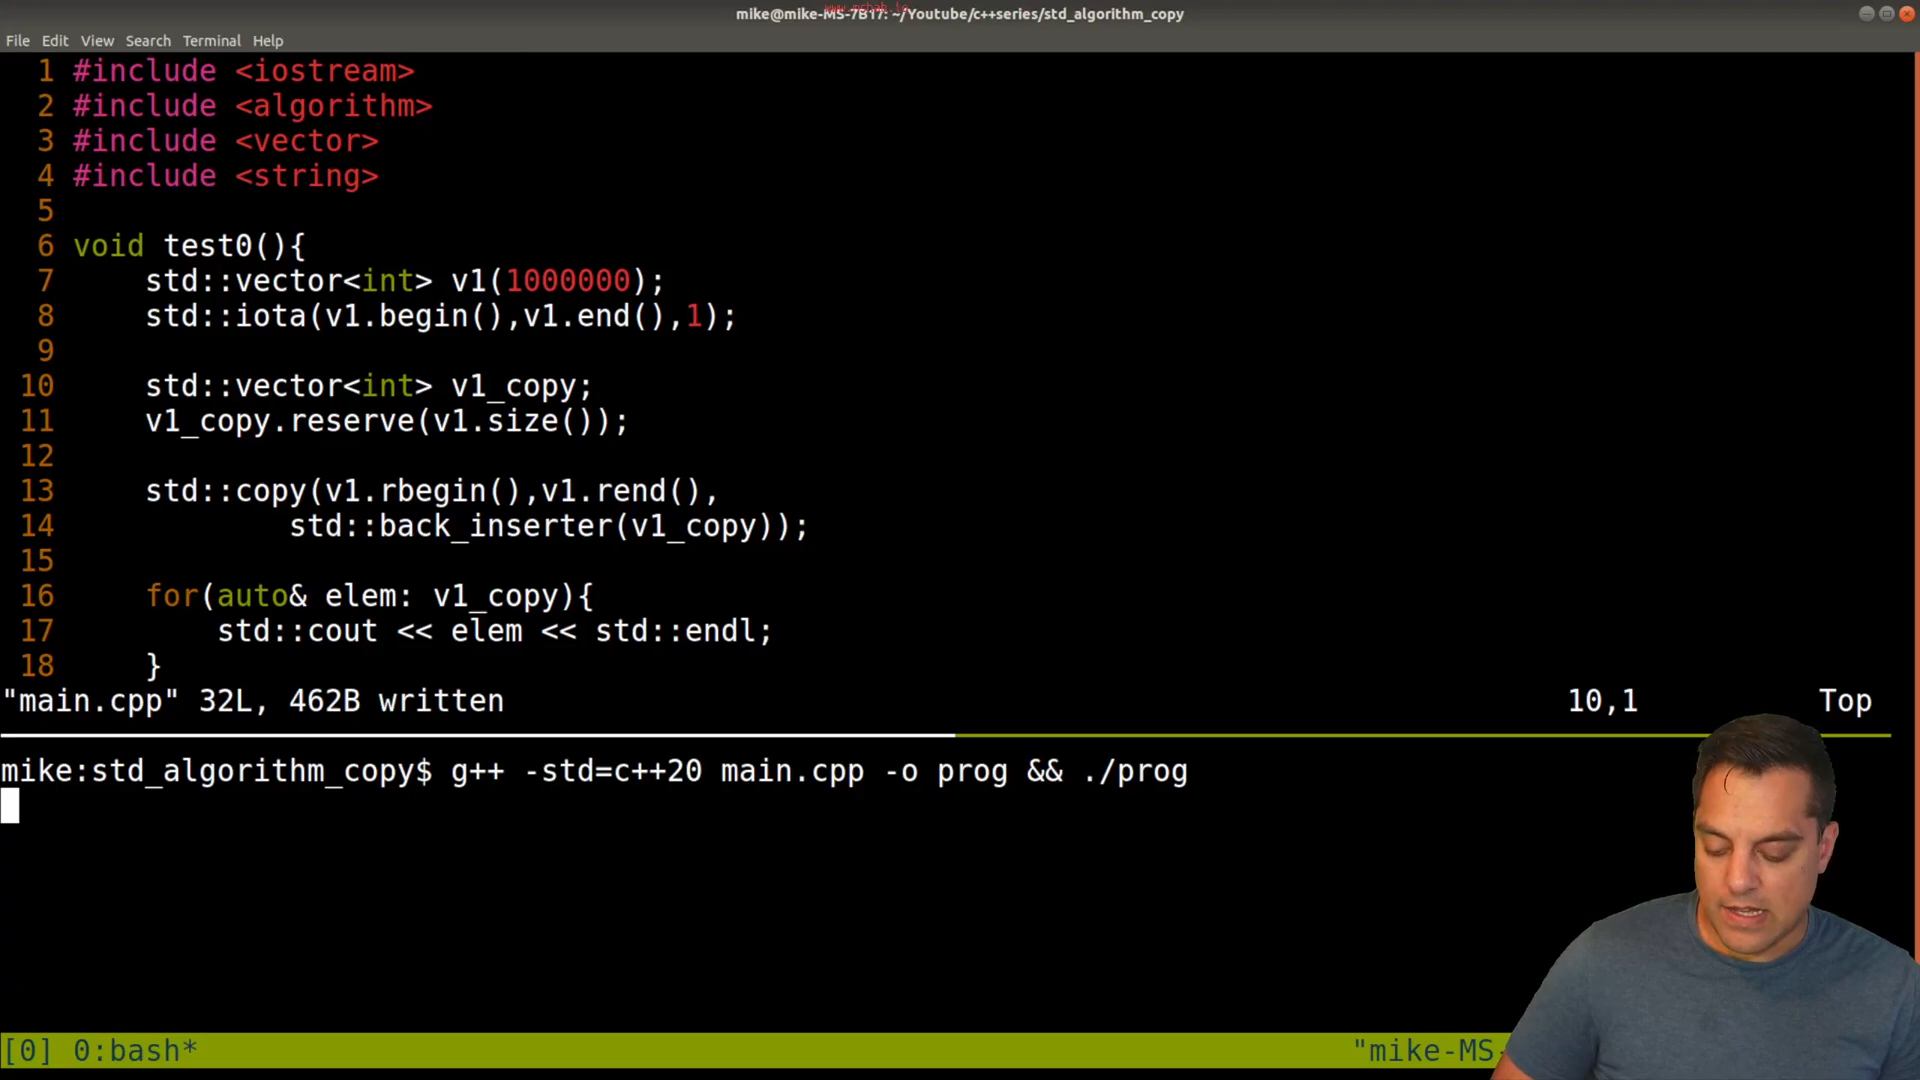 www.mshah.io
mike@mike-MS-7B17: ~/Youtube/c++series/std_algorithm_copy
File Edit View Search Terminal Help
1 #include <iostream>
2 #include <algorithm>
3 #include <vector>
4 #include <string>
5
6 void test0(){
7 std::vector<int> v1(1000000);
8 std::iota(v1.begin(),v1.end(),1);
9
10 std::vector<int> v1_copy;
11 v1_copy.reserve(v1.size());
12
13 std::copy(v1.rbegin(),v1.rend(),
14 std::back_inserter(v1_copy));
15
16 for(auto& elem: v1_copy){
17 std::cout << elem << std::endl;
18 }
"main.cpp" 32L, 462B written 10,1 Top
mike:std_algorithm_copy$ g++ -std=c++20 main.cpp -o prog && ./prog
[0] 0:bash* "mike-MS-